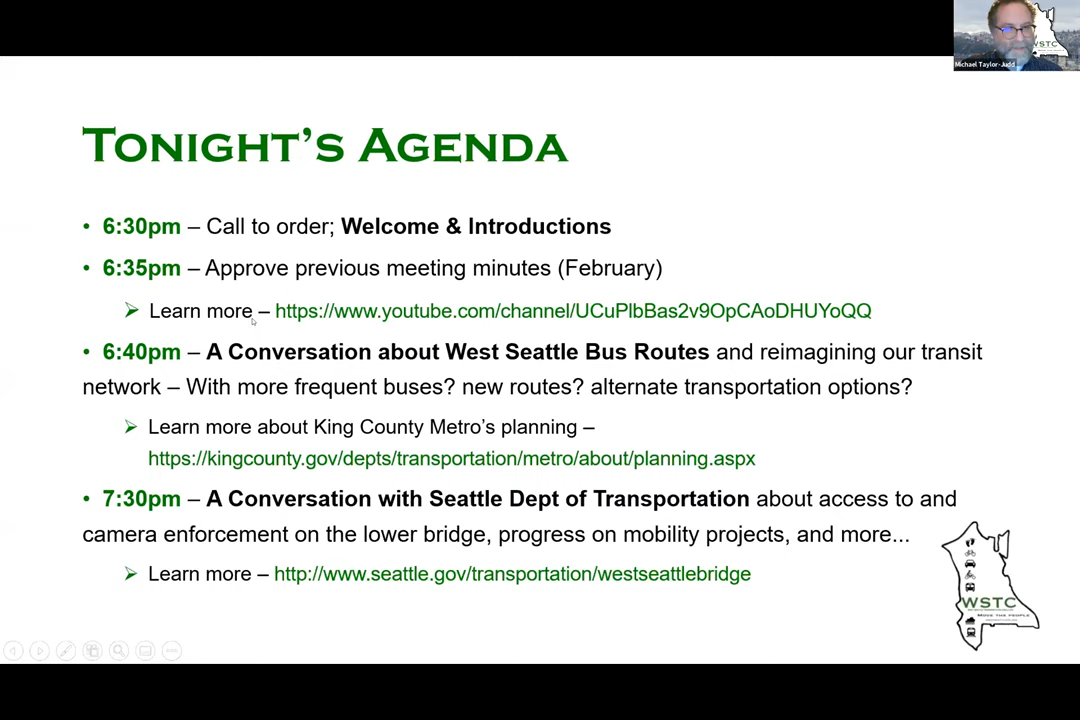 WSTC
Michael Taylor-Judd
TONIGHT'S AGENDA
• 6:30pm – Call to order; Welcome & Introductions
• 6:35pm – Approve previous meeting minutes (February)
➢ Learn more – https://www.youtube.com/channel/UCuPlbBas2v9OpCAoDHUYoQQ
• 6:40pm – A Conversation about West Seattle Bus Routes and reimagining our transit
network – With more frequent buses? new routes? alternate transportation options?
➢ Learn more about King County Metro's planning –
https://kingcounty.gov/depts/transportation/metro/about/planning.aspx
• 7:30pm – A Conversation with Seattle Dept of Transportation about access to and
camera enforcement on the lower bridge, progress on mobility projects, and more...
➢ Learn more – http://www.seattle.gov/transportation/westseattlebridge
WSTC
MOVE THE PEOPLE